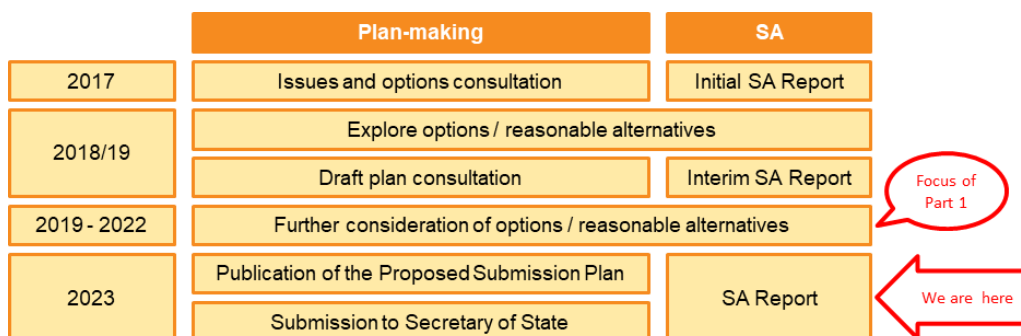 Plan-making SA
2017 Issues and options consultation Initial SA Report
2018/19 Explore options / reasonable alternatives
Draft plan consultation Interim SA Report
Focus of
Part 1
2019 - 2022 Further consideration of options / reasonable alternatives
2023 Publication of the Proposed Submission Plan SA Report
We are here
Submission to Secretary of State